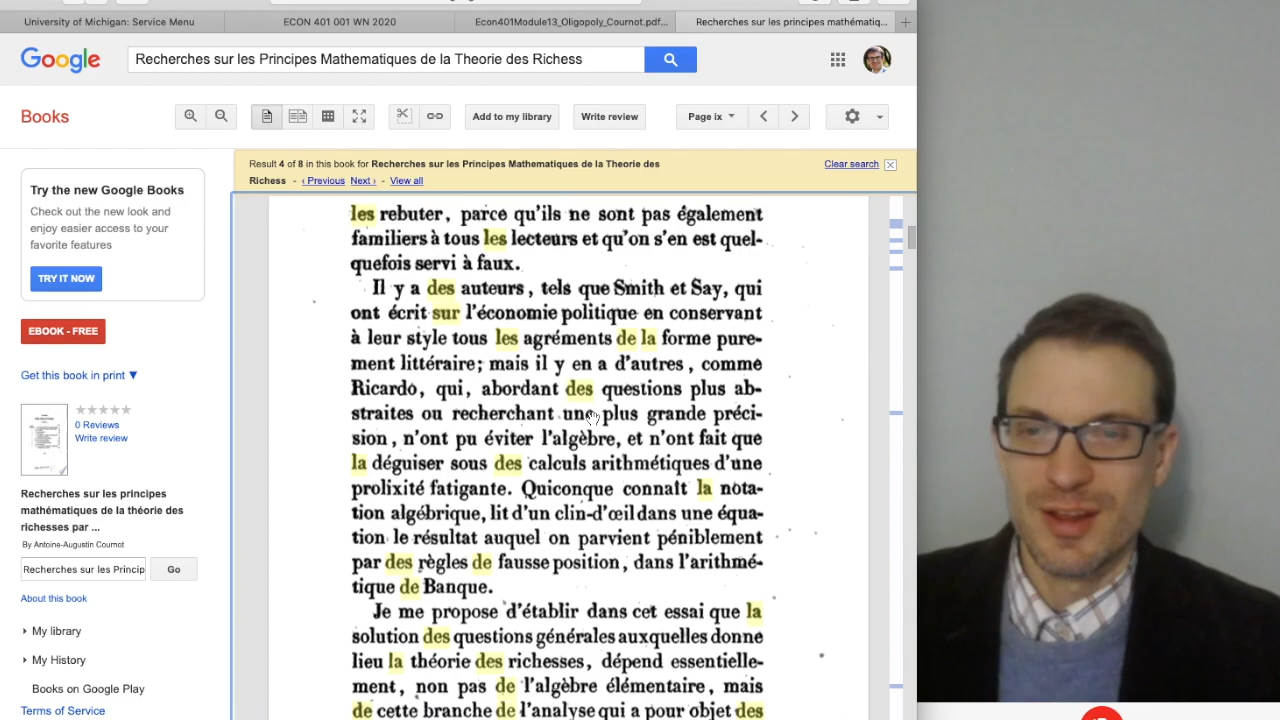 University of Michigan: Service Menu
ECON 401 001 WN 2020
Econ401Module13_Oligopoly_Cournot.pdf...
Recherches sur les principes mathématiq...
Google
Recherches sur les Principes Mathematiques de la Theorie des Richess
Books
Add to my library
Write review
Page ix
Result 4 of 8 in this book for Recherches sur les Principes Mathematiques de la Theorie des
Richess - ‹ Previous Next › - View all
Clear search
Try the new Google Books
Check out the new look and
enjoy easier access to your
favorite features
TRY IT NOW
EBOOK - FREE
Get this book in print ▼
0 Reviews
Write review
Recherches sur les principes
mathématiques de la théorie des
richesses par ...
By Antoine-Augustin Cournot
Recherches sur les Princip
Go
About this book
My library
My History
Books on Google Play
Terms of Service
les rebuter, parce qu'ils ne sont pas également
familiers à tous les lecteurs et qu'on s'en est quel-
quefois servi à faux.
Il y a des auteurs, tels que Smith et Say, qui
ont écrit sur l'économie politique en conservant
à leur style tous les agréments de la forme pure-
ment littéraire; mais il y en a d'autres, comme
Ricardo, qui, abordant des questions plus ab-
straites ou recherchant une plus grande préci-
sion, n'ont pu éviter l'algèbre, et n'ont fait que
la déguiser sous des calculs arithmétiques d'une
prolixité fatigante. Quiconque connaît la nota-
tion algébrique, lit d'un clin-d'œil dans une équa-
tion le résultat auquel on parvient péniblement
par des règles de fausse position, dans l'arithmé-
tique de Banque.
Je me propose d'établir dans cet essai que la
solution des questions générales auxquelles donne
lieu la théorie des richesses, dépend essentielle-
ment, non pas de l'algèbre élémentaire, mais
de cette branche de l'analyse qui a pour objet des